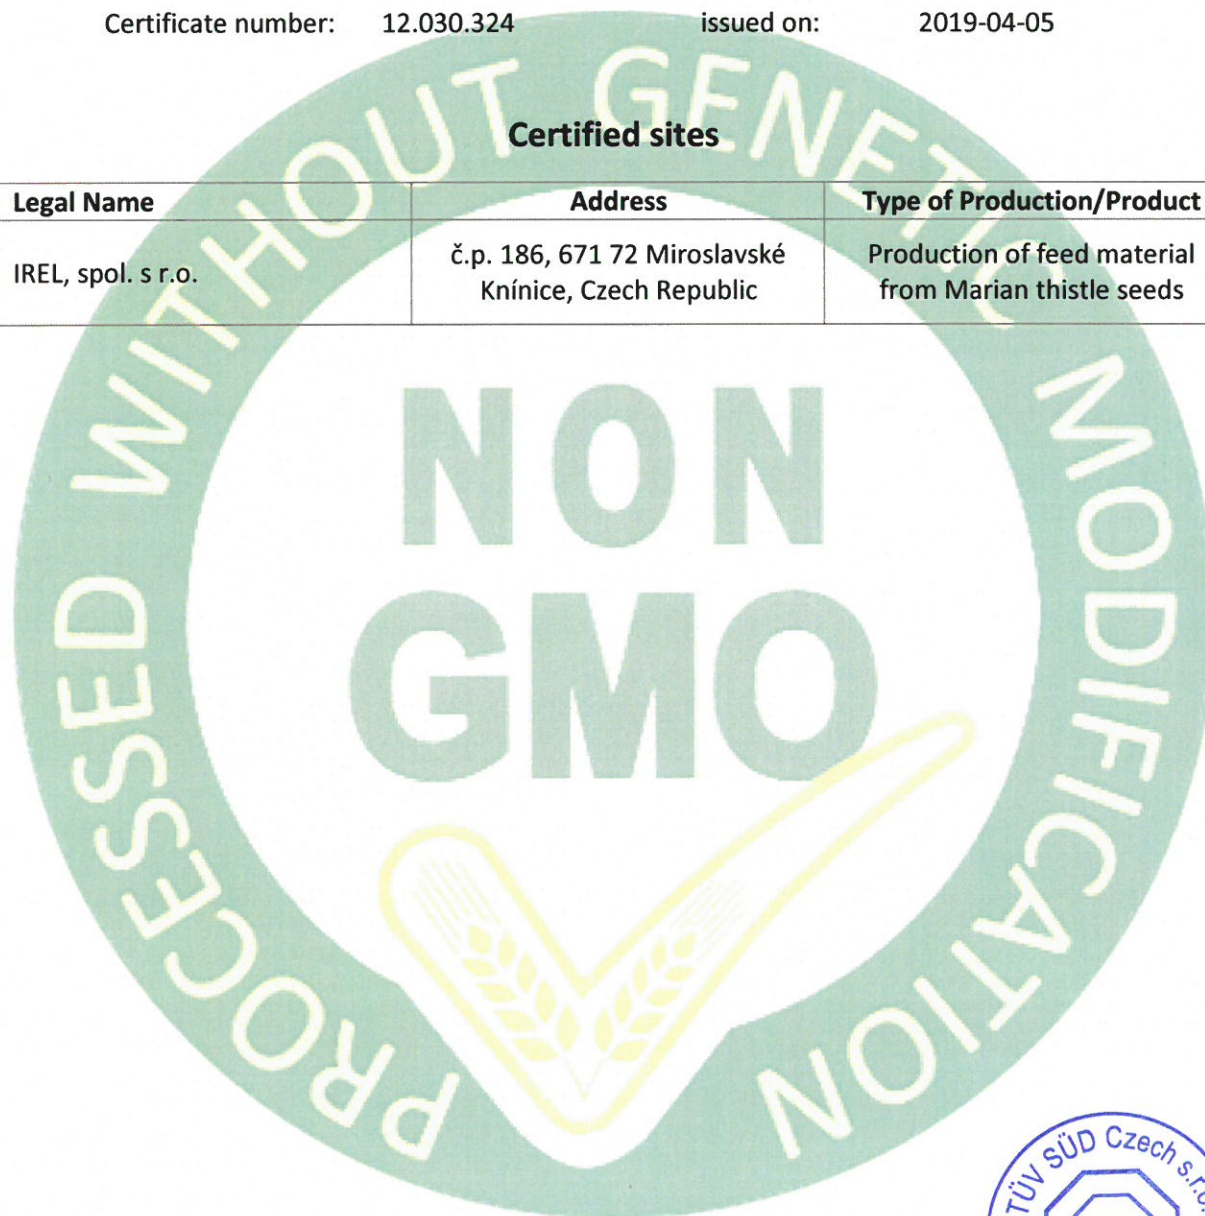 Certificate number: 12.030.324 issued on: 2019-04-05
Certified sites
Legal Name Address Type of Production/Product
IREL, spol. s r.o. č.p. 186, 671 72 Miroslavské Production of feed material
Knínice, Czech Republic from Marian thistle seeds
PROCESSED WITHOUT GENETIC MODIFICATION
NON
GMO
TÜV SÜD Czech s.r.o.